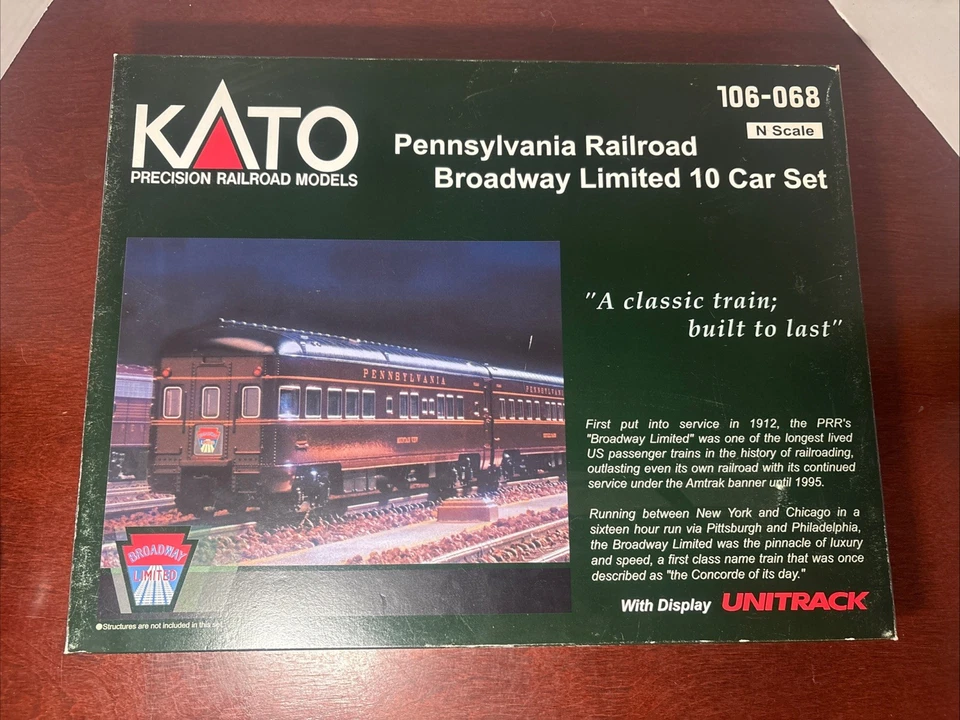 KATO
PRECISION RAILROAD MODELS
106-068
N Scale
Pennsylvania Railroad
Broadway Limited 10 Car Set
"A classic train;
built to last"
PENNSYLVANIA
PENNSYLVANIA
MOUNTAIN VIEW
First put into service in 1912, the PRR's
"Broadway Limited" was one of the longest lived
US passenger trains in the history of railroading,
outlasting even its own railroad with its continued
service under the Amtrak banner until 1995.
Running between New York and Chicago in a
sixteen hour run via Pittsburgh and Philadelphia,
the Broadway Limited was the pinnacle of luxury
and speed, a first class name train that was once
described as "the Concorde of its day."
BROADWAY
LIMITED
With Display UNITRACK
●Structures are not included in this set.